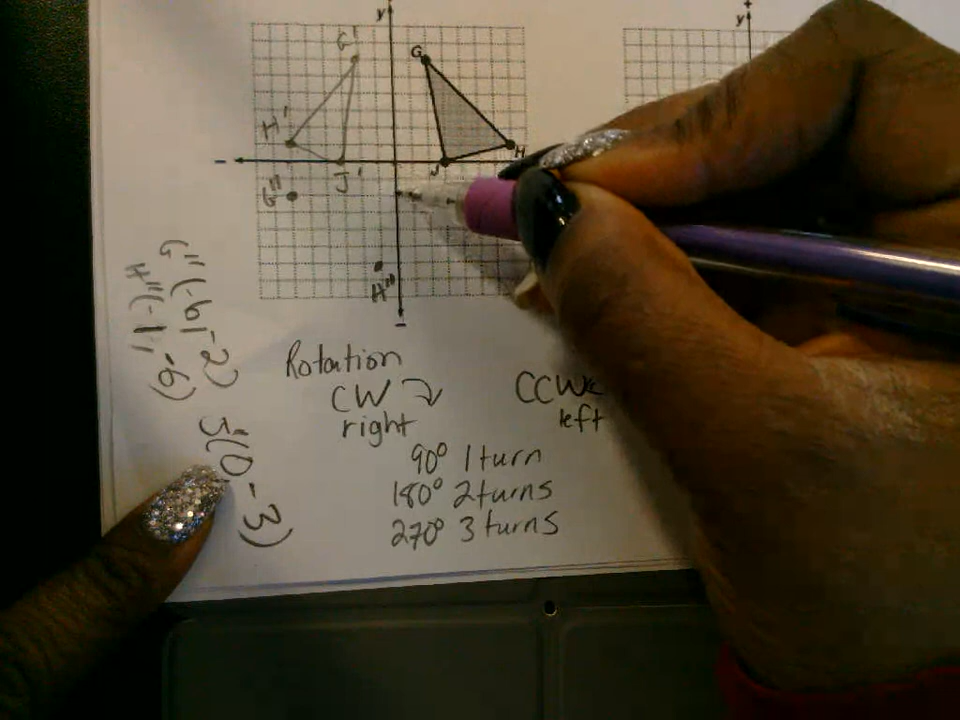 y
y
G'
G
H'
H
J'
J
G"
H"
G"(-6,-2)
H"(-1,-6)
J"(0,-3)
Rotation
CW
right
CCW
left
90° 1 turn
180° 2 turns
270° 3 turns